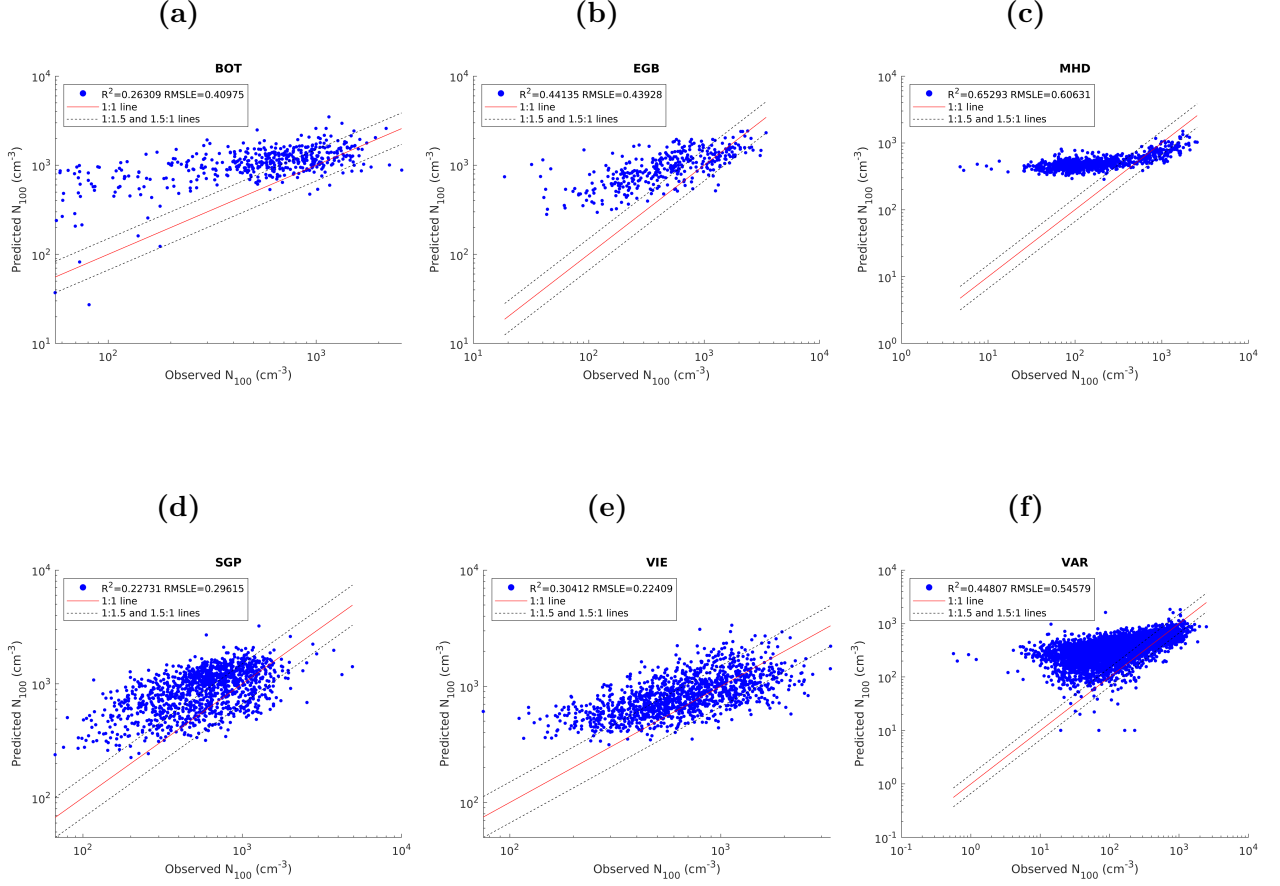 (a)
BOT
R²=0.26309 RMSLE=0.40975
1:1 line
1:1.5 and 1.5:1 lines
10⁴
10³
10²
10¹
Predicted N₁₀₀ (cm⁻³)
10² 10³
Observed N₁₀₀ (cm⁻³)
(b)
EGB
R²=0.44135 RMSLE=0.43928
1:1 line
1:1.5 and 1.5:1 lines
10⁴
10³
10²
10¹
Predicted N₁₀₀ (cm⁻³)
10¹ 10² 10³ 10⁴
Observed N₁₀₀ (cm⁻³)
(c)
MHD
R²=0.65293 RMSLE=0.60631
1:1 line
1:1.5 and 1.5:1 lines
10⁴
10³
10²
10¹
10⁰
Predicted N₁₀₀ (cm⁻³)
10⁰ 10¹ 10² 10³ 10⁴
Observed N₁₀₀ (cm⁻³)
(d)
SGP
R²=0.22731 RMSLE=0.29615
1:1 line
1:1.5 and 1.5:1 lines
10⁴
10³
10²
Predicted N₁₀₀ (cm⁻³)
10² 10³ 10⁴
Observed N₁₀₀ (cm⁻³)
(e)
VIE
R²=0.30412 RMSLE=0.22409
1:1 line
1:1.5 and 1.5:1 lines
10⁴
10³
10²
Predicted N₁₀₀ (cm⁻³)
10² 10³
Observed N₁₀₀ (cm⁻³)
(f)
VAR
R²=0.44807 RMSLE=0.54579
1:1 line
1:1.5 and 1.5:1 lines
10⁴
10³
10²
10¹
10⁰
10⁻¹
Predicted N₁₀₀ (cm⁻³)
10⁻¹ 10⁰ 10¹ 10² 10³ 10⁴
Observed N₁₀₀ (cm⁻³)